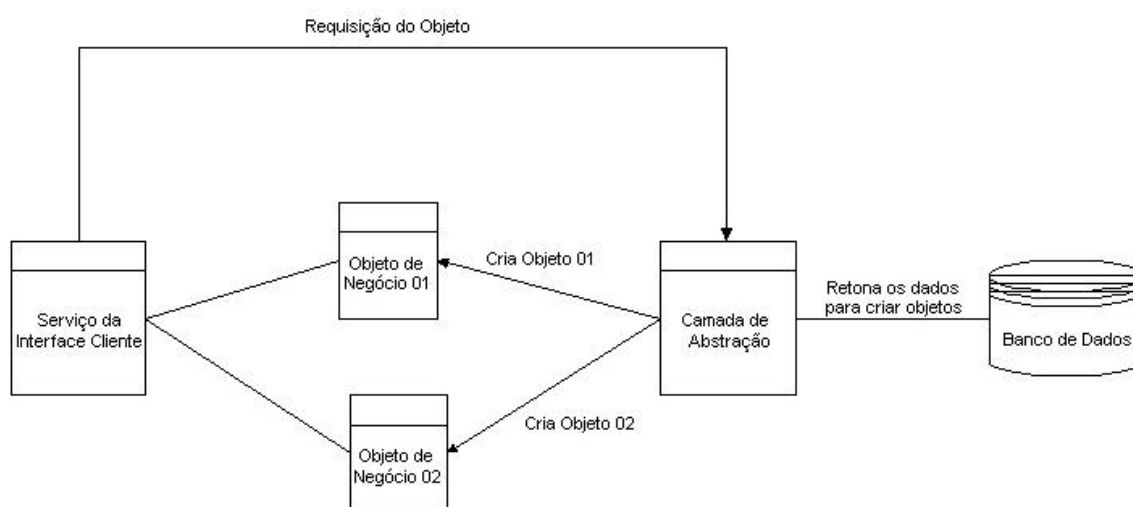 Requisição do Objeto
Objeto de
Negócio 01
Cria Objeto 01
Serviço da
Interface Cliente
Camada de
Abstração
Retona os dados
para criar objetos
Banco de Dados
Cria Objeto 02
Objeto de
Negócio 02